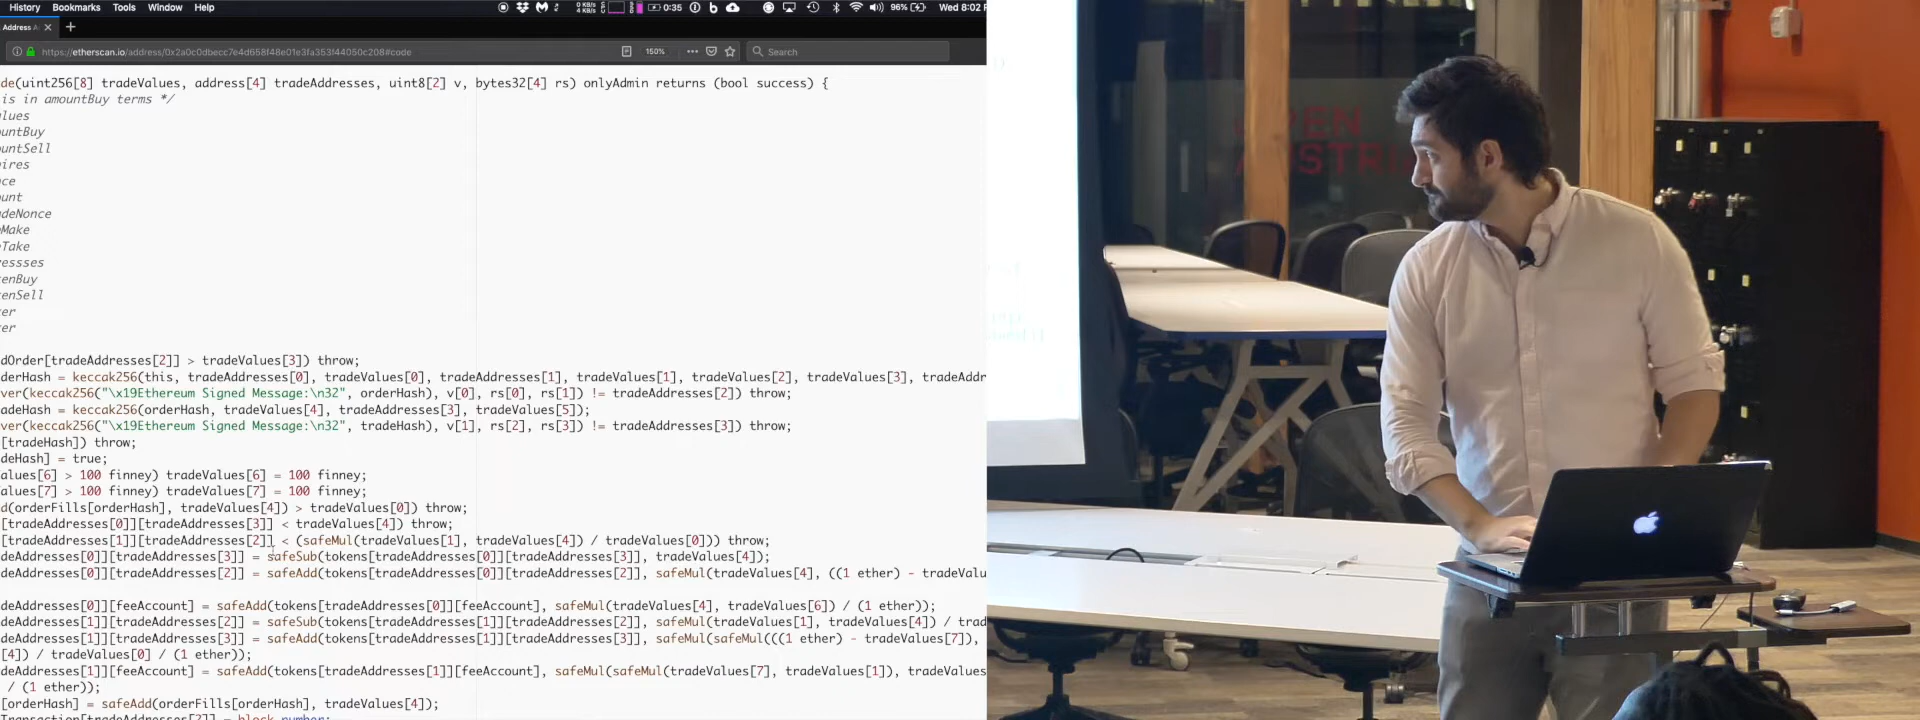 History Bookmarks Tools Window Help 0:35 96% Wed 8:02 P
Address A
https://etherscan.io/address/0x2a0c0dbecc7e4d658f48e01e3fa353f44050c208#code 150% Search
de(uint256[8] tradeValues, address[4] tradeAddresses, uint8[2] v, bytes32[4] rs) onlyAdmin returns (bool success) {
is in amountBuy terms */
alues
ountBuy
ountSell
ires
ce
ount
adeNonce
Make
Take
essses
enBuy
enSell
er
er
dOrder[tradeAddresses[2]] > tradeValues[3]) throw;
derHash = keccak256(this, tradeAddresses[0], tradeValues[0], tradeAddresses[1], tradeValues[1], tradeValues[2], tradeValues[3], tradeAddr
ver(keccak256("\x19Ethereum Signed Message:\n32", orderHash), v[0], rs[0], rs[1]) != tradeAddresses[2]) throw;
adeHash = keccak256(orderHash, tradeValues[4], tradeAddresses[3], tradeValues[5]);
ver(keccak256("\x19Ethereum Signed Message:\n32", tradeHash), v[1], rs[2], rs[3]) != tradeAddresses[3]) throw;
[tradeHash]) throw;
deHash] = true;
alues[6] > 100 finney) tradeValues[6] = 100 finney;
alues[7] > 100 finney) tradeValues[7] = 100 finney;
d(orderFills[orderHash], tradeValues[4]) > tradeValues[0]) throw;
[tradeAddresses[0]][tradeAddresses[3]] < tradeValues[4]) throw;
[tradeAddresses[1]][tradeAddresses[2]] < (safeMul(tradeValues[1], tradeValues[4]) / tradeValues[0])) throw;
deAddresses[0]][tradeAddresses[3]] = safeSub(tokens[tradeAddresses[0]][tradeAddresses[3]], tradeValues[4]);
deAddresses[0]][tradeAddresses[2]] = safeAdd(tokens[tradeAddresses[0]][tradeAddresses[2]], safeMul(tradeValues[4], ((1 ether) - tradeValu
deAddresses[0]][feeAccount] = safeAdd(tokens[tradeAddresses[0]][feeAccount], safeMul(tradeValues[4], tradeValues[6]) / (1 ether));
deAddresses[1]][tradeAddresses[2]] = safeSub(tokens[tradeAddresses[1]][tradeAddresses[2]], safeMul(tradeValues[1], tradeValues[4]) / trad
deAddresses[1]][tradeAddresses[3]] = safeAdd(tokens[tradeAddresses[1]][tradeAddresses[3]], safeMul(safeMul(((1 ether) - tradeValues[7]),
[4]) / tradeValues[0] / (1 ether));
deAddresses[1]][feeAccount] = safeAdd(tokens[tradeAddresses[1]][feeAccount], safeMul(safeMul(tradeValues[7], tradeValues[1]), tradeValues
/ (1 ether));
[orderHash] = safeAdd(orderFills[orderHash], tradeValues[4]);
Transaction[tradeAddresses[2]] = block.number;
OPEN
AUSTRIA